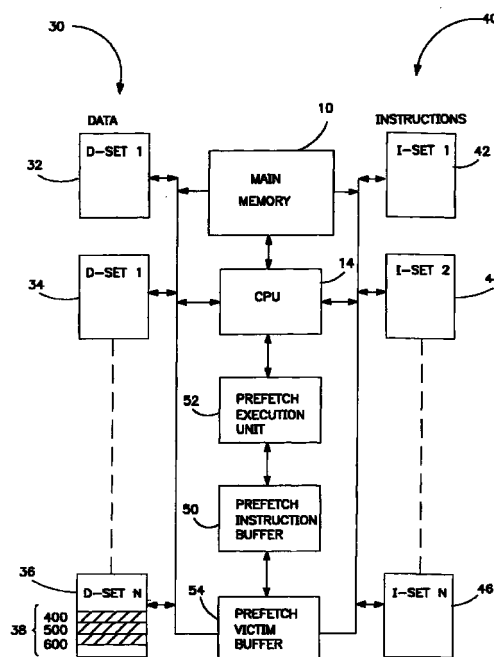 30
40
DATA
10
INSTRUCTIONS
D-SET 1
32
MAIN
MEMORY
I-SET 1
42
D-SET 1
34
14
CPU
I-SET 2
52
PREFETCH
EXECUTION
UNIT
50
PREFETCH
INSTRUCTION
BUFFER
36
D-SET N
38
400
500
600
54
PREFETCH
VICTIM
BUFFER
I-SET N
46